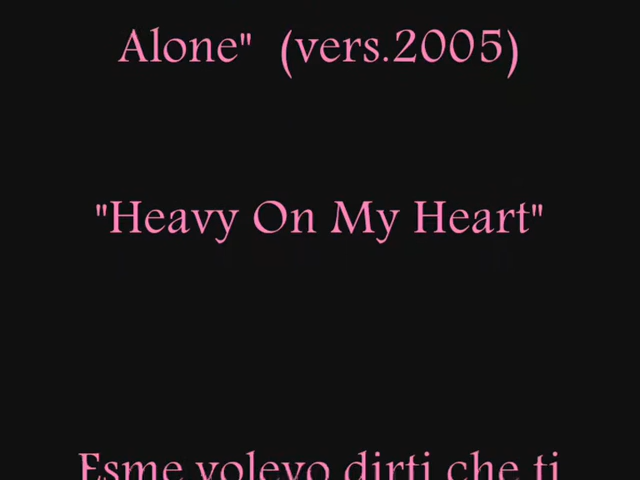 Alone" (vers.2005)
"Heavy On My Heart"
Esme volevo dirti che ti